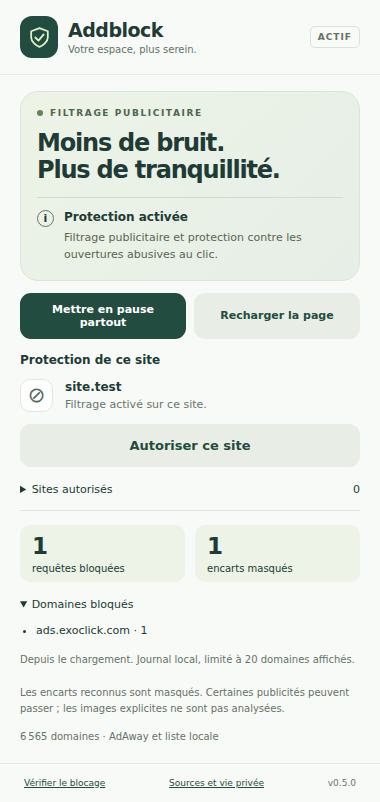 Addblock
Votre espace, plus serein.
ACTIF
FILTRAGE PUBLICITAIRE
Moins de bruit.
Plus de tranquillité.
i
Protection activée
Filtrage publicitaire et protection contre les
ouvertures abusives au clic.
Mettre en pause
partout
Recharger la page
Protection de ce site
site.test
Filtrage activé sur ce site.
Autoriser ce site
Sites autorisés
0
1
requêtes bloquées
1
encarts masqués
Domaines bloqués
• ads.exoclick.com · 1
Depuis le chargement. Journal local, limité à 20 domaines affichés.
Les encarts reconnus sont masqués. Certaines publicités peuvent
passer ; les images explicites ne sont pas analysées.
6 565 domaines · AdAway et liste locale
Vérifier le blocage
Sources et vie privée
v0.5.0